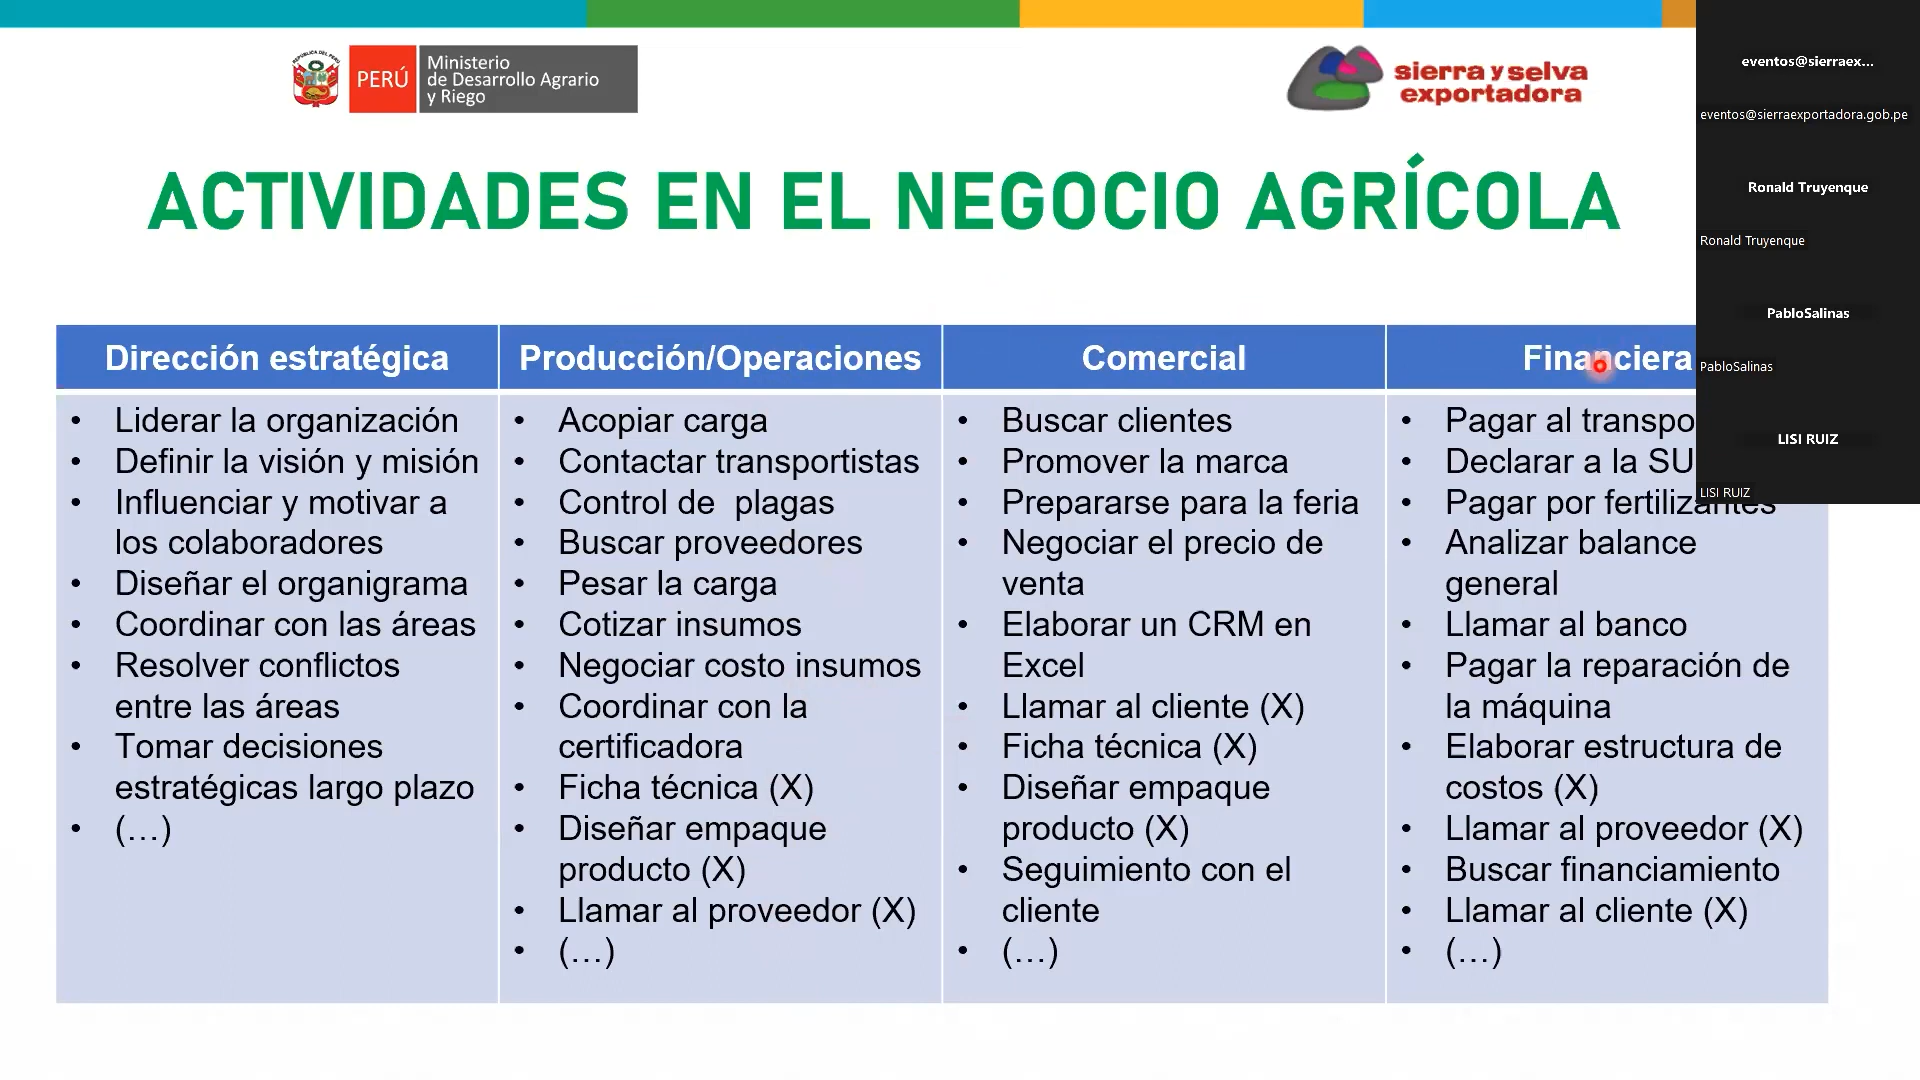 REPÚBLICA DEL PERÚ
PERÚ
Ministerio
de Desarrollo Agrario
y Riego
sierra y selva
exportadora
ACTIVIDADES EN EL NEGOCIO AGRÍCOLA
Dirección estratégica
• Liderar la organización
• Definir la visión y misión
• Influenciar y motivar a
los colaboradores
• Diseñar el organigrama
• Coordinar con las áreas
• Resolver conflictos
entre las áreas
• Tomar decisiones
estratégicas largo plazo
• (…)
Producción/Operaciones
• Acopiar carga
• Contactar transportistas
• Control de  plagas
• Buscar proveedores
• Pesar la carga
• Cotizar insumos
• Negociar costo insumos
• Coordinar con la
certificadora
• Ficha técnica (X)
• Diseñar empaque
producto (X)
• Llamar al proveedor (X)
• (…)
Comercial
• Buscar clientes
• Promover la marca
• Prepararse para la feria
• Negociar el precio de
venta
• Elaborar un CRM en
Excel
• Llamar al cliente (X)
• Ficha técnica (X)
• Diseñar empaque
producto (X)
• Seguimiento con el
cliente
• (…)
Financiera
• Pagar al
• Declarar a la
• Pagar por fertilizantes
• Analizar balance
general
• Llamar al banco
• Pagar la reparación de
la máquina
• Elaborar estructura de
costos (X)
• Llamar al proveedor (X)
• Buscar financiamiento
• Llamar al cliente (X)
• (…)
eventos@sierraex...
eventos@sierraexportadora.gob.pe
Ronald Truyenque
Ronald Truyenque
PabloSalinas
PabloSalinas
LISI RUIZ
LISI RUIZ